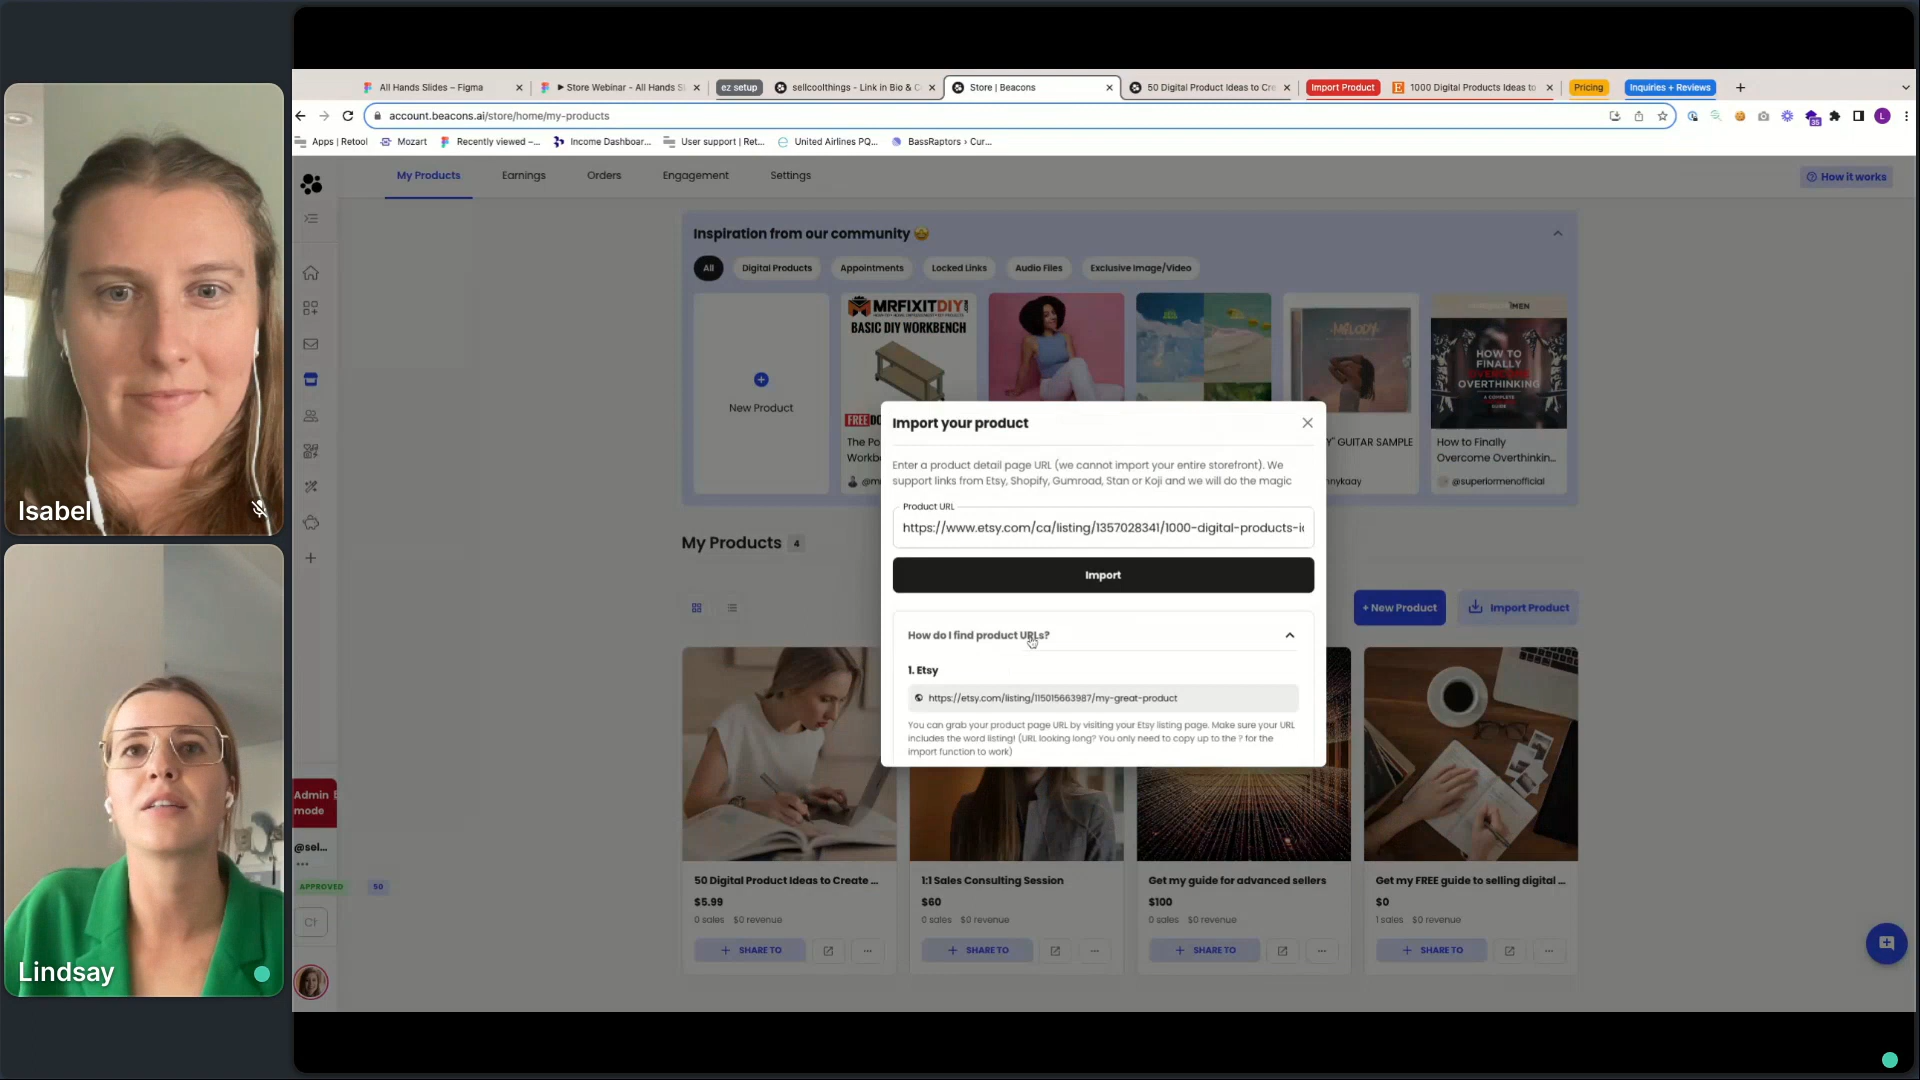 All Hands Slides – Figma
Store Webinar - All Hands S
ez setup
sellcoolthings - Link in Bio & C
Store | Beacons
50 Digital Product Ideas to Cre
Import Product
1000 Digital Products Ideas to
Pricing
Inquiries + Reviews
account.beacons.ai/store/home/my-products
Apps | Retool
Mozart
Recently viewed –...
Income Dashboar...
User support | Ret...
United Airlines PQ...
BassRaptors › Cur...
My Products
Earnings
Orders
Engagement
Settings
How it works
Inspiration from our community
All
Digital Products
Appointments
Locked Links
Audio Files
Exclusive Image/Video
New Product
MRFIXITDIY
BASIC DIY WORKBENCH
FREE
The Po
Workb
@m
MELODY
GUITAR SAMPLE
nnykaay
IMEN
HOW TO
FINALLY
OVERCOME
OVERTHINKING
A COMPLETE
GUIDE
How to Finally
Overcome Overthinkin...
@superiormenofficial
Import your product
Enter a product detail page URL (we cannot import your entire storefront). We
support links from Etsy, Shopify, Gumroad, Stan or Koji and we will do the magic
Product URL
https://www.etsy.com/ca/listing/1357028341/1000-digital-products-i
Import
How do I find product URLs?
1. Etsy
https://etsy.com/listing/115015663987/my-great-product
You can grab your product page URL by visiting your Etsy listing page. Make sure your URL
includes the word listing! (URL looking long? You only need to copy up to the ? for the
import function to work)
My Products 4
+ New Product
Import Product
50 Digital Product Ideas to Create ...
$5.99
0 sales $0 revenue
SHARE TO
1:1 Sales Consulting Session
$60
0 sales $0 revenue
SHARE TO
Get my guide for advanced sellers
$100
0 sales $0 revenue
SHARE TO
Get my FREE guide to selling digital ...
$0
1 sales $0 revenue
SHARE TO
Admin
mode
@sel...
APPROVED
50
Isabel
Lindsay
L